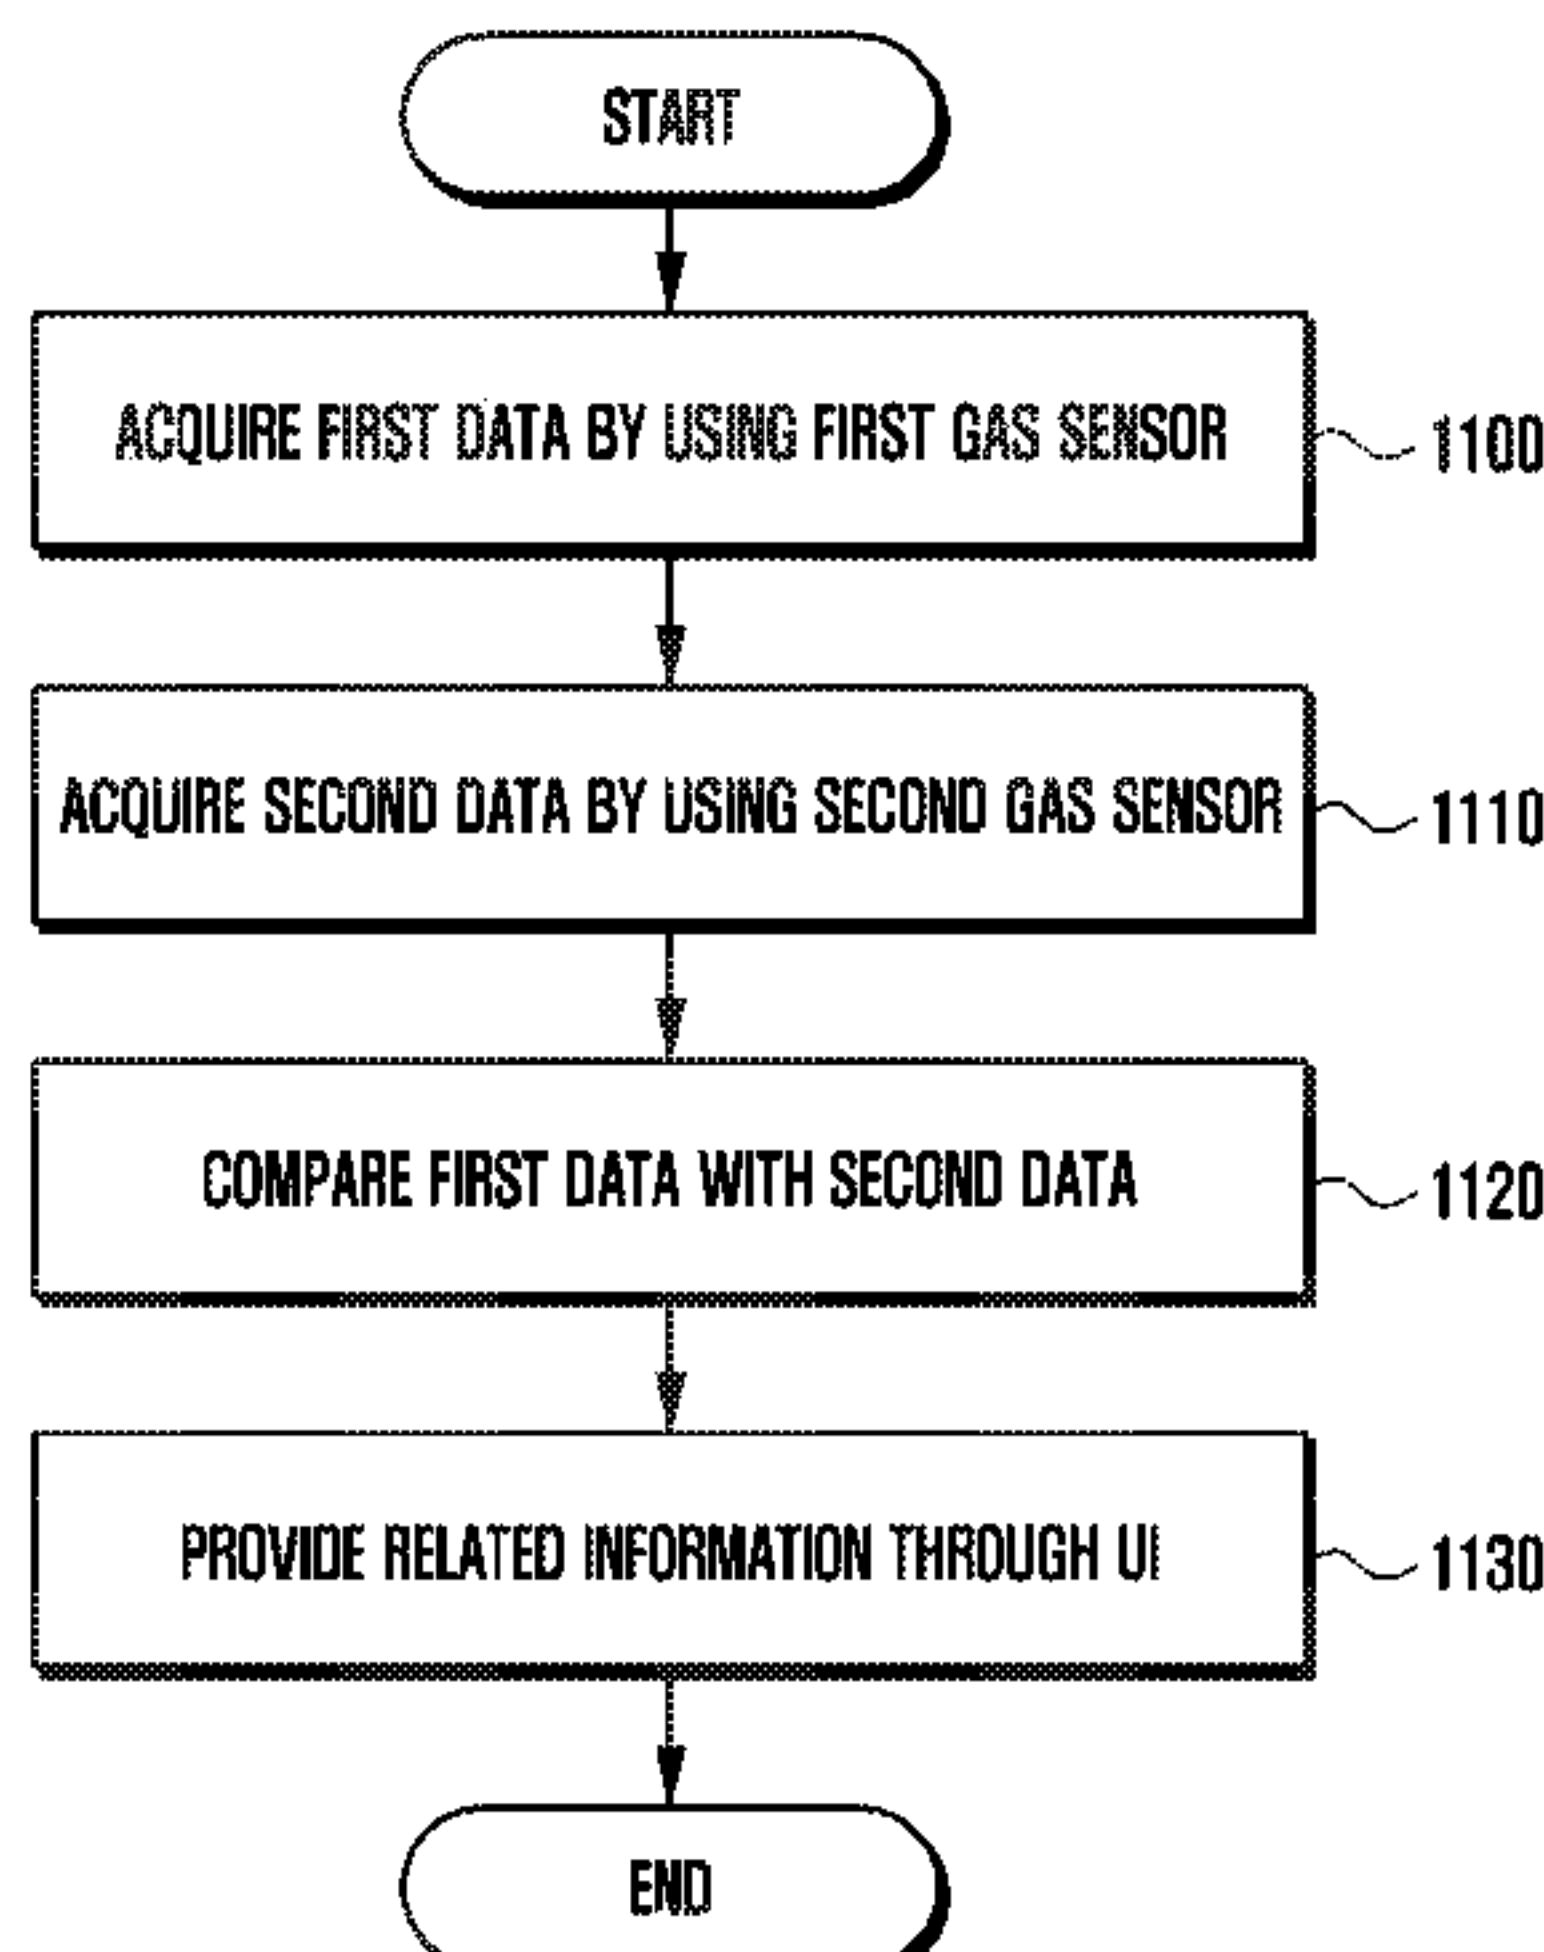 START
ACQUIRE FIRST DATA BY USING FIRST GAS SENSOR
1100
ACQUIRE SECOND DATA BY USING SECOND GAS SENSOR
1110
COMPARE FIRST DATA WITH SECOND DATA
1120
PROVIDE RELATED INFORMATION THROUGH UI
1130
END